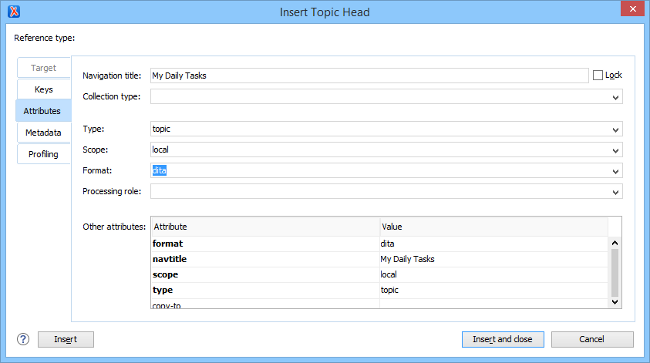 Insert Topic Head
Reference type:
Target
Keys
Attributes
Metadata
Profiling
Navigation title: My Daily Tasks Lock
Collection type:
Type: topic
Scope: local
Format: dita
Processing role:
Other attributes: Attribute Value
format dita
navtitle My Daily Tasks
scope local
type topic
copy-to
? Insert Insert and close Cancel